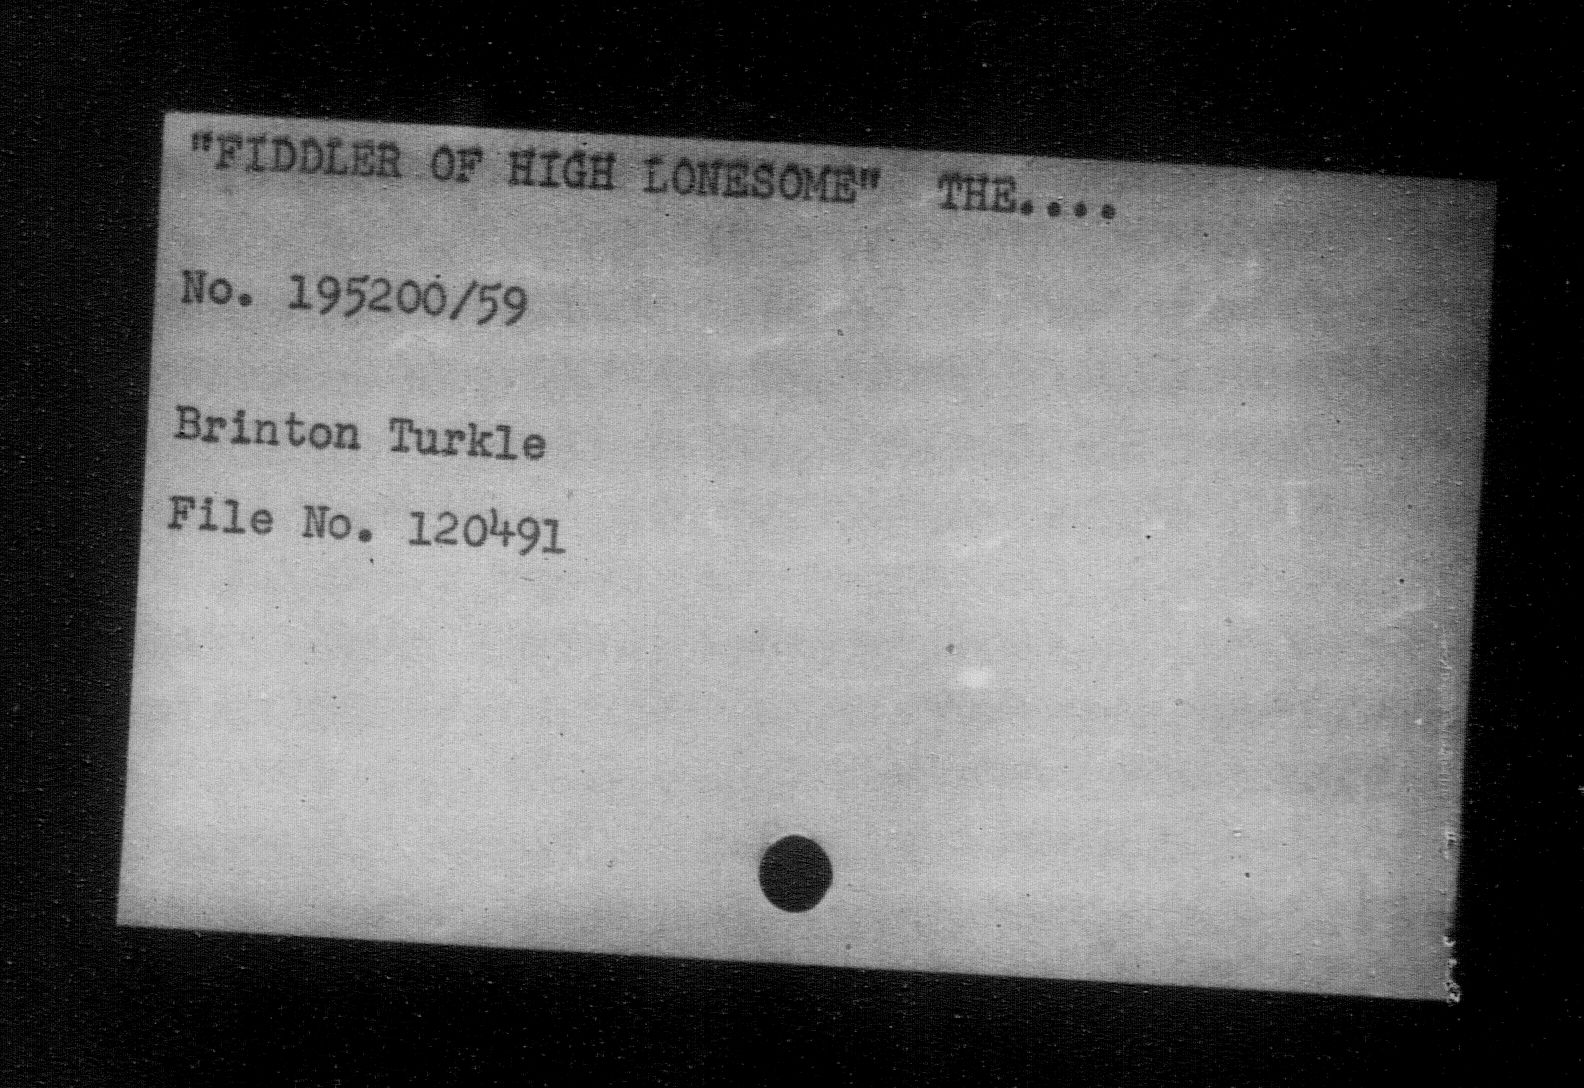 "FIDDLER OF HIGH LONESOME" THE....
No. 195200/59
Brinton Turkle
File No. 120491